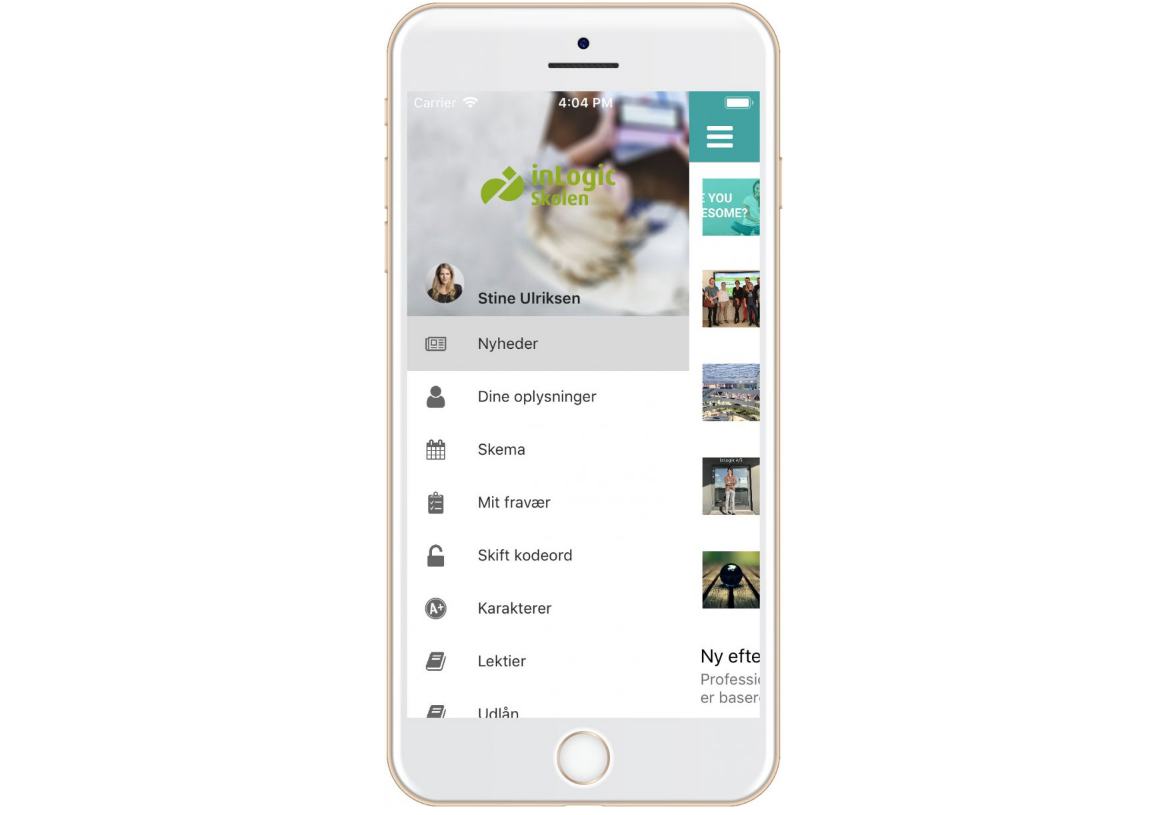 Carrier
4:04 PM
inLogic
Skolen
E YOU
ESOME?
Stine Ulriksen
Nyheder
Dine oplysninger
Skema
Mit fravær
Skift kodeord
A+
Karakterer
Lektier
Udlån
inlogic A/S
Ny efte
Professi
er baser